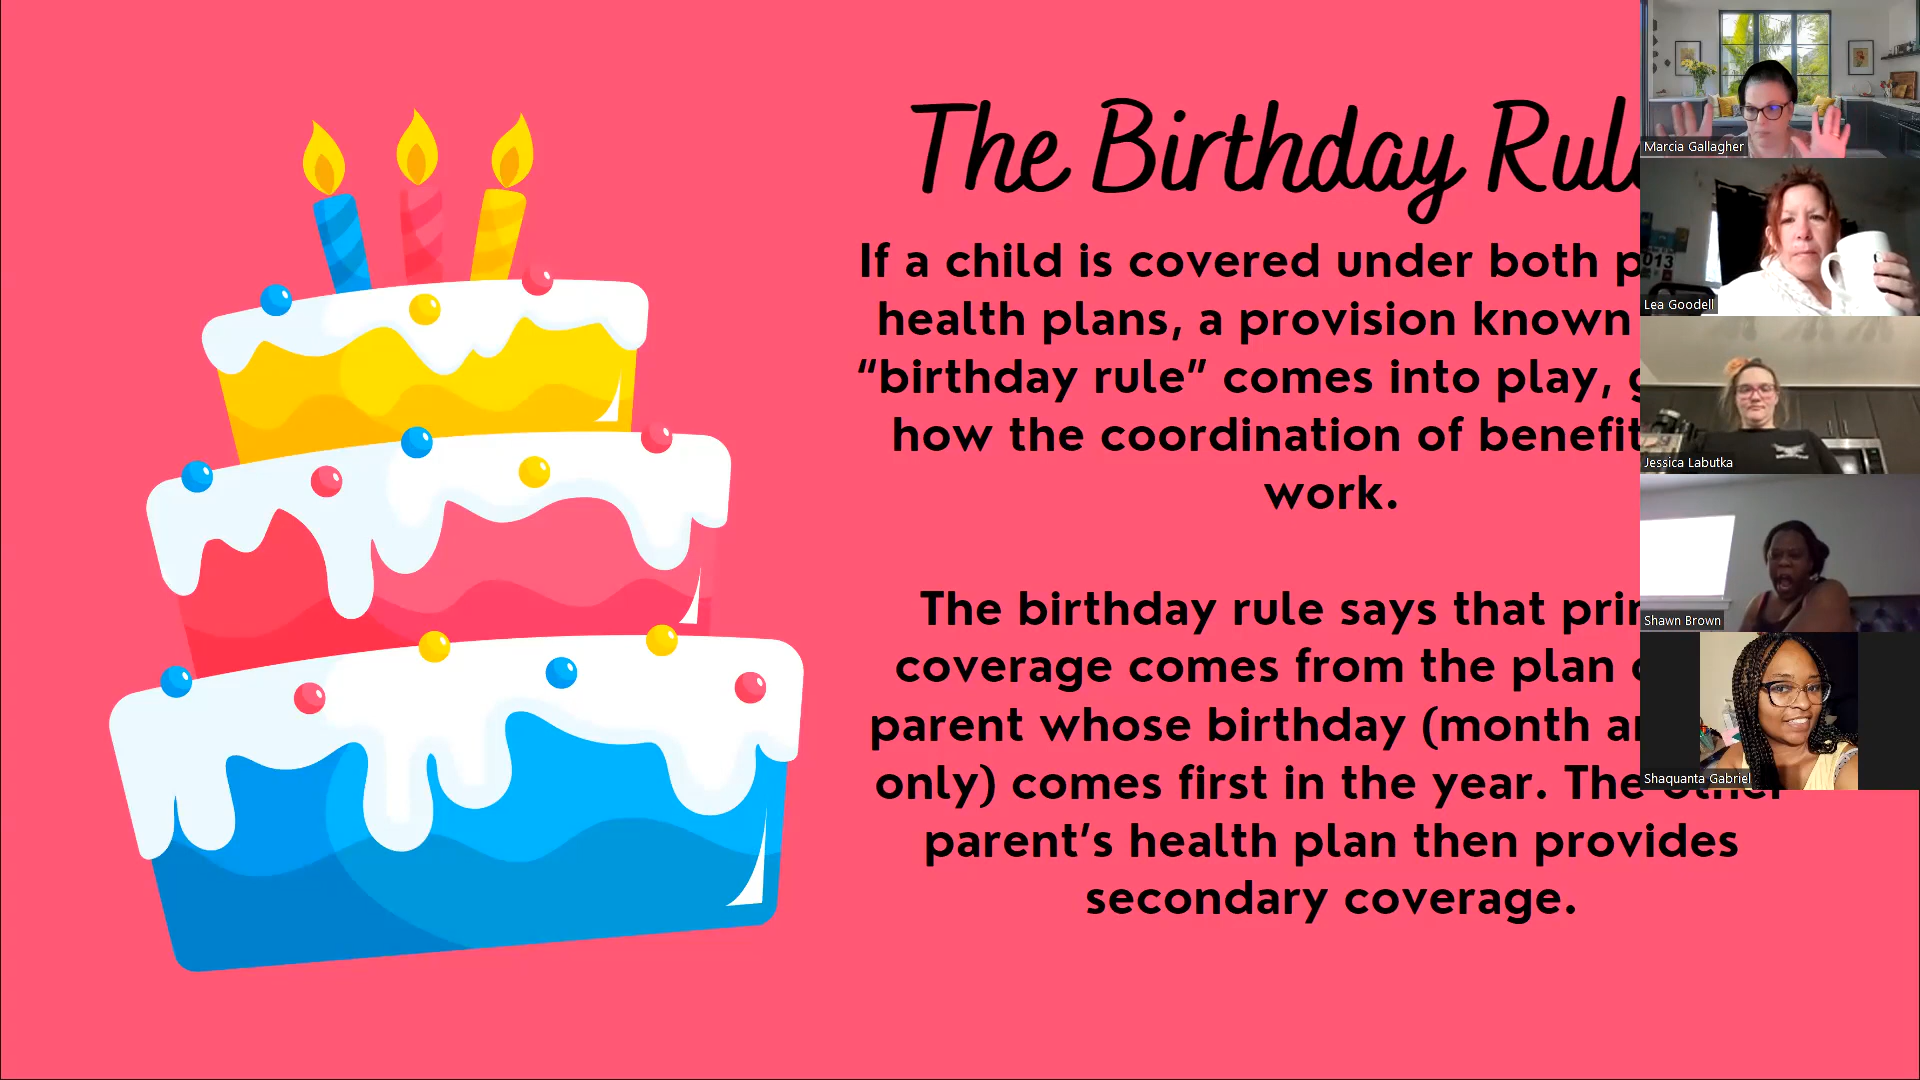 The Birthday Rule
If a child is covered under both
health plans, a provision known
“birthday rule” comes into play,
how the coordination of benefit
work.
The birthday rule says that
coverage comes from the plan
parent whose birthday (month
only) comes first in the year. The other
parent’s health plan then provides
secondary coverage.
Marcia Gallagher
013
Lea Goodell
Jessica Labutka
Shawn Brown
Shaquanta Gabriel